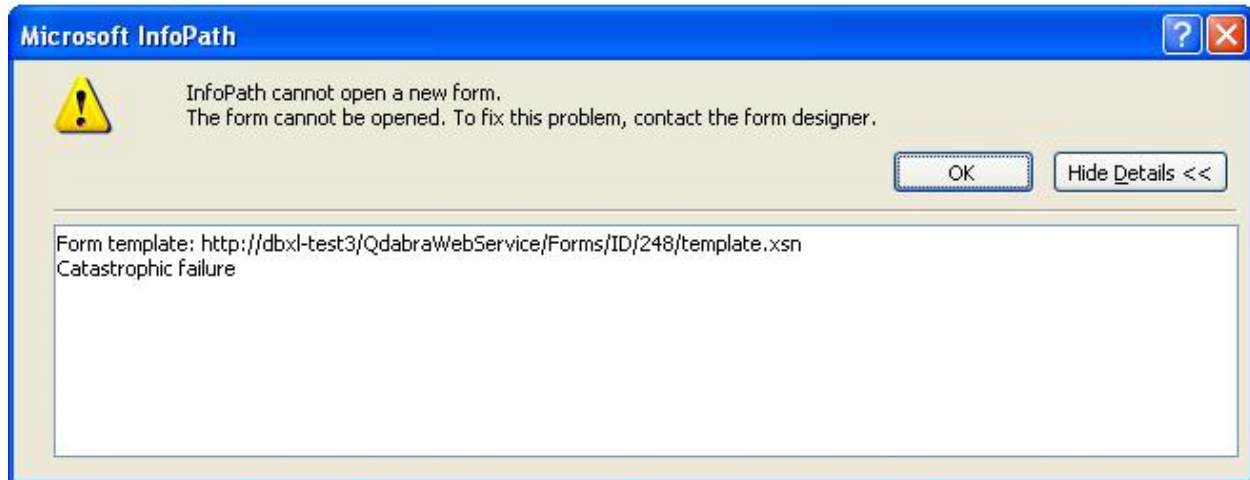 Microsoft InfoPath
InfoPath cannot open a new form.
The form cannot be opened. To fix this problem, contact the form designer.
OK
Hide Details <<
Form template: http://dbxl-test3/QdabraWebService/Forms/ID/248/template.xsn
Catastrophic failure